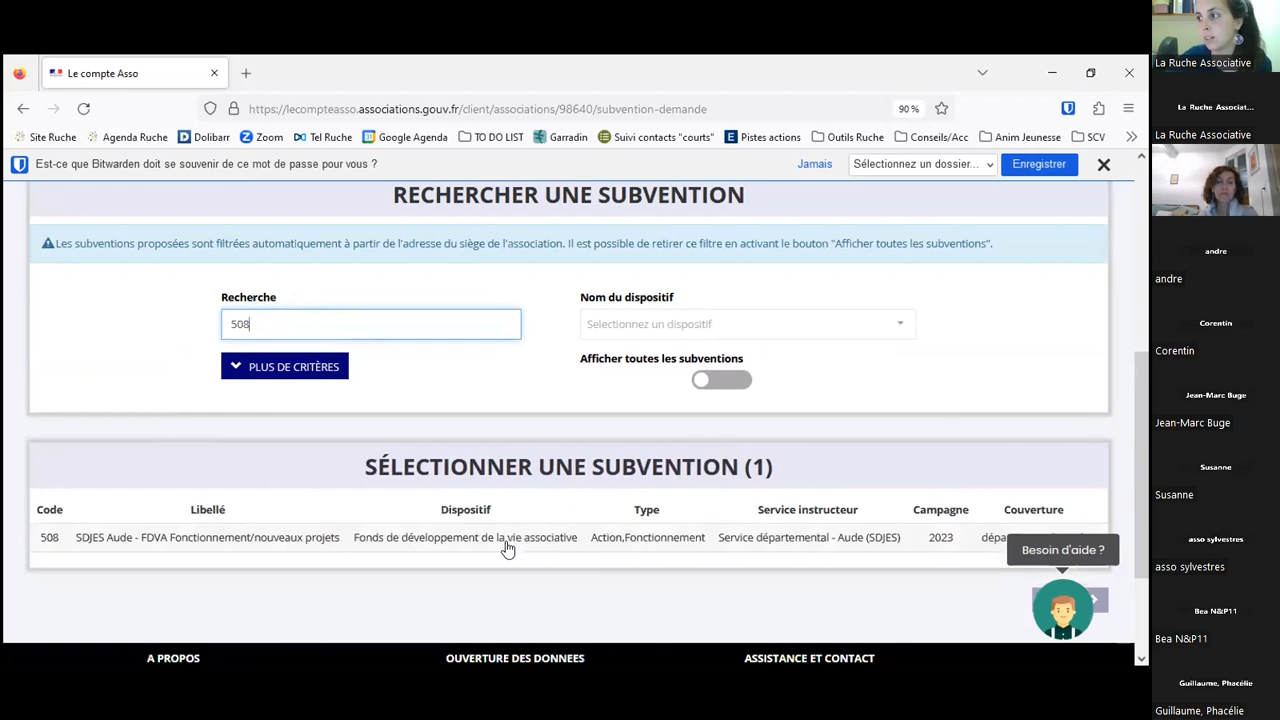 Le compte Asso
https://lecompteasso.associations.gouv.fr/client/associations/98640/subvention-demande
90 %
Site Ruche Agenda Ruche Dolibarr Zoom Tel Ruche Google Agenda TO DO LIST Garradin Suivi contacts "courts" Pistes actions Outils Ruche Conseils/Acc Anim Jeunesse SCV
Est-ce que Bitwarden doit se souvenir de ce mot de passe pour vous ?
Jamais
Sélectionnez un dossier...
Enregistrer
RECHERCHER UNE SUBVENTION
Les subventions proposées sont filtrées automatiquement à partir de l'adresse du siège de l'association. Il est possible de retirer ce filtre en activant le bouton "Afficher toutes les subventions".
Recherche
508
PLUS DE CRITÈRES
Nom du dispositif
Selectionnez un dispositif
Afficher toutes les subventions
SÉLECTIONNER UNE SUBVENTION (1)
Code Libellé Dispositif Type Service instructeur Campagne Couverture
508 SDJES Aude - FDVA Fonctionnement/nouveaux projets Fonds de développement de la vie associative Action,Fonctionnement Service départemental - Aude (SDJES) 2023
Besoin d'aide ?
A PROPOS OUVERTURE DES DONNEES ASSISTANCE ET CONTACT
La Ruche Associative
La Ruche Associat...
La Ruche Associative
andre
andre
Corentin
Corentin
Jean-Marc Buge
Jean-Marc Buge
Susanne
Susanne
asso sylvestres
asso sylvestres
Bea N&P11
Bea N&P11
Guillaume, Phacélie
Guillaume, Phacélie